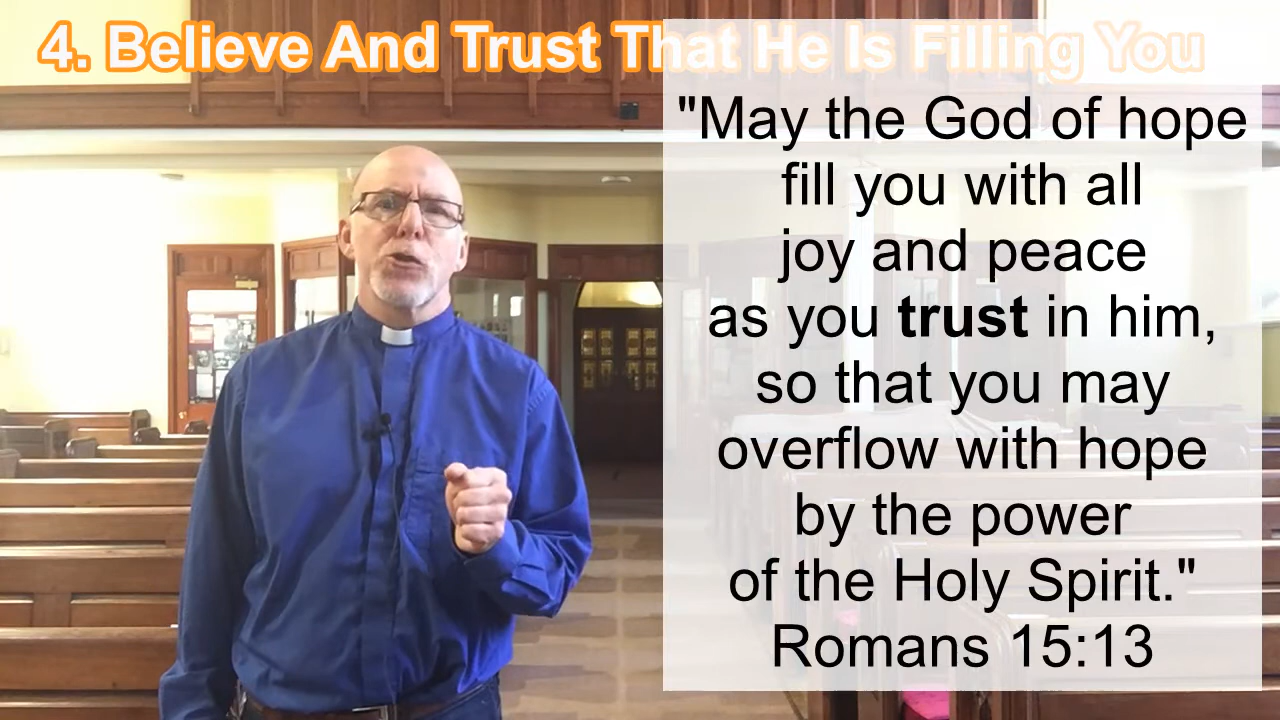 4. Believe And Trust That He Is Filling You
"May the God of hope
fill you with all
joy and peace
as you trust in him,
so that you may
overflow with hope
by the power
of the Holy Spirit."
Romans 15:13